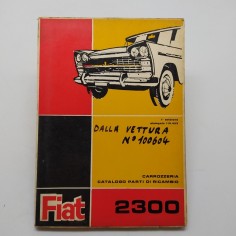 DALLA VETTURA
N° 100604
CARROZZERIA
CATALOGO PARTI DI RICAMBIO
Fiat 2300